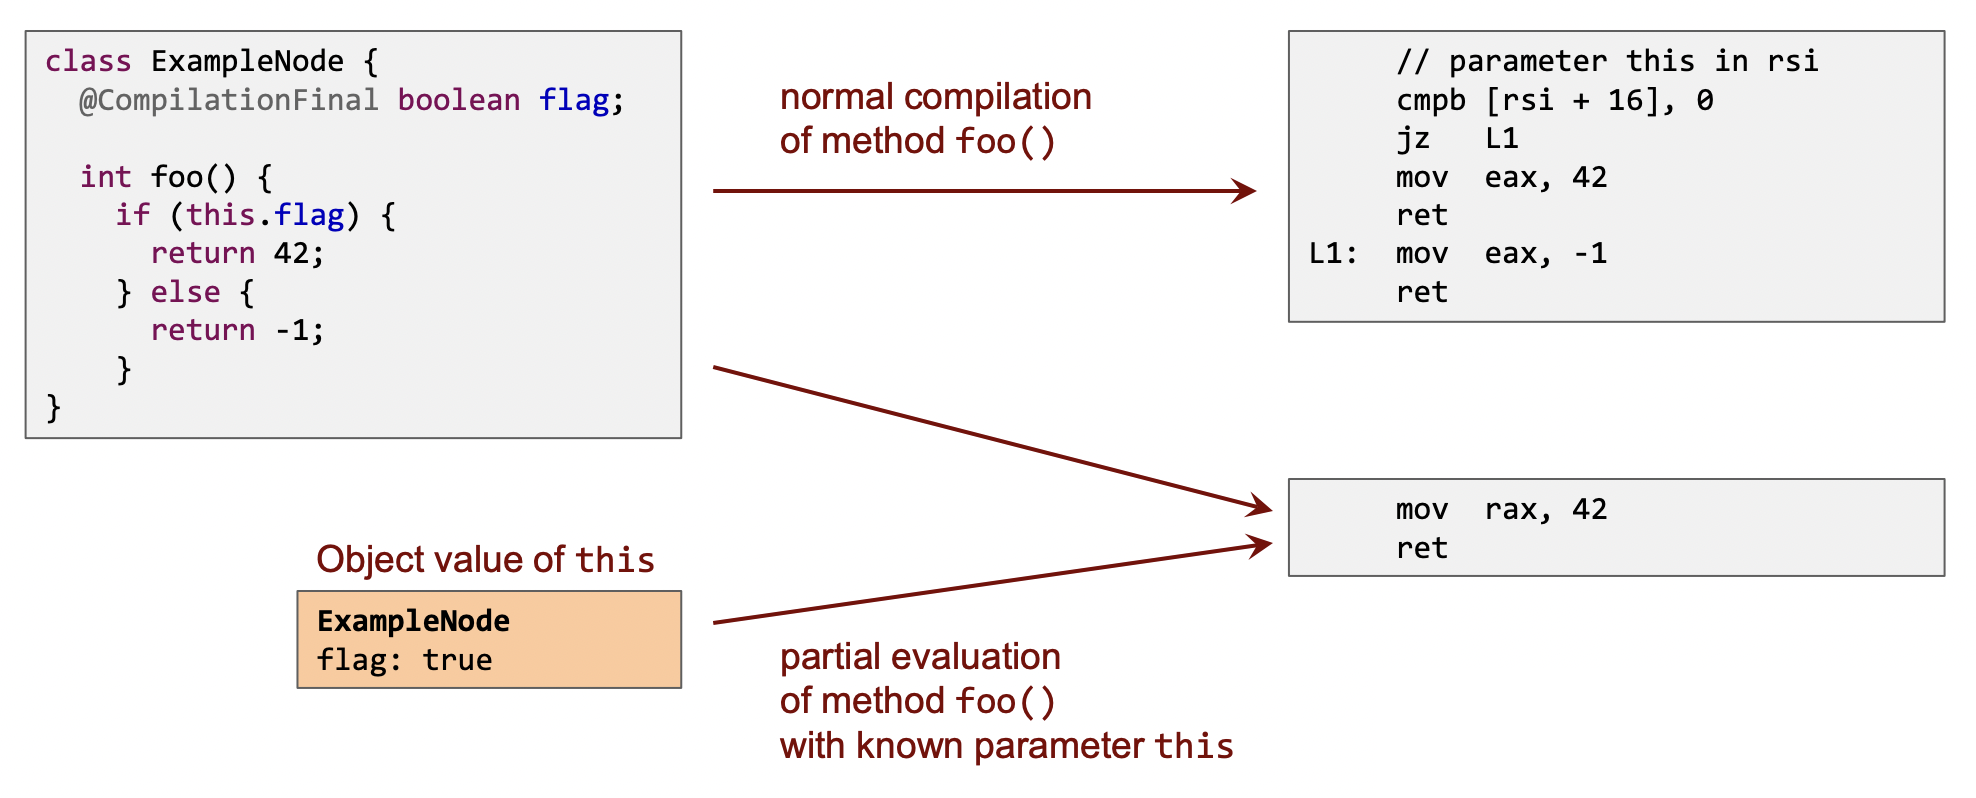 class ExampleNode {
  @CompilationFinal boolean flag;

  int foo() {
    if (this.flag) {
      return 42;
    } else {
      return -1;
    }
}
normal compilation
of method foo()
     // parameter this in rsi
     cmpb [rsi + 16], 0
     jz   L1
     mov  eax, 42
     ret
L1:  mov  eax, -1
     ret
Object value of this
ExampleNode
flag: true
partial evaluation
of method foo()
with known parameter this
     mov  rax, 42
     ret